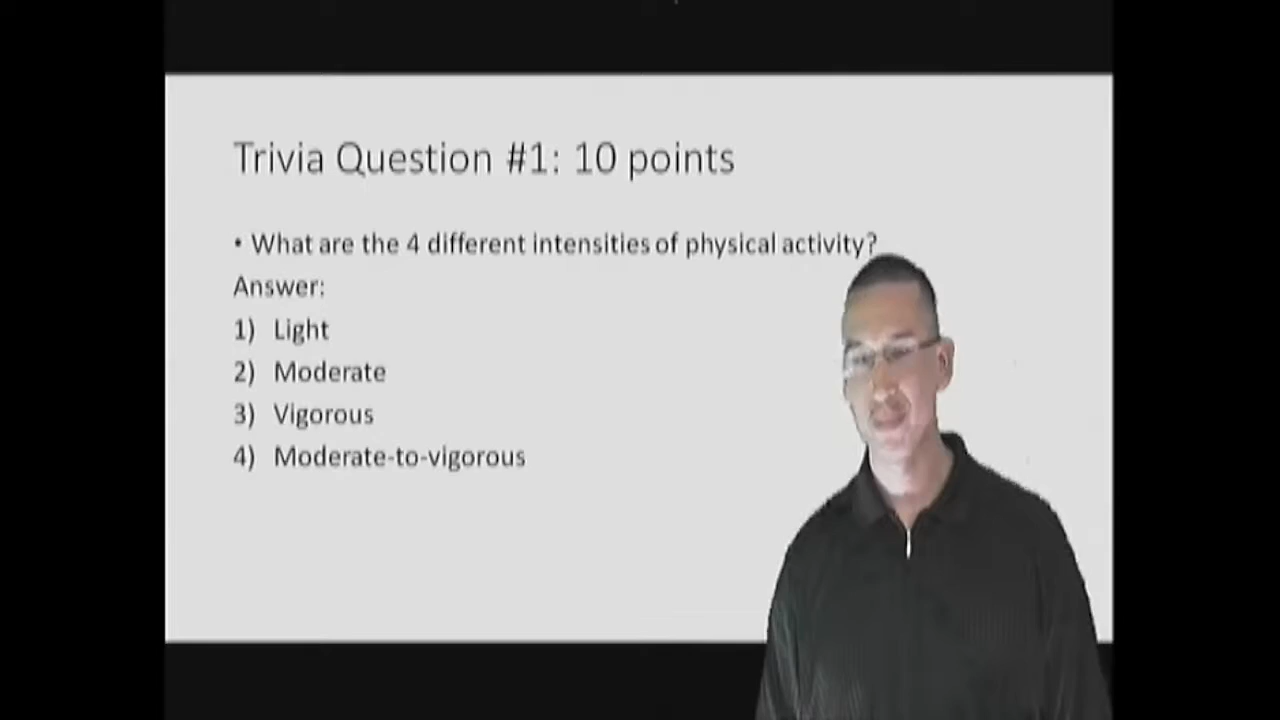 Trivia Question #1: 10 points
• What are the 4 different intensities of physical activity?
Answer:
1) Light
2) Moderate
3) Vigorous
4) Moderate-to-vigorous